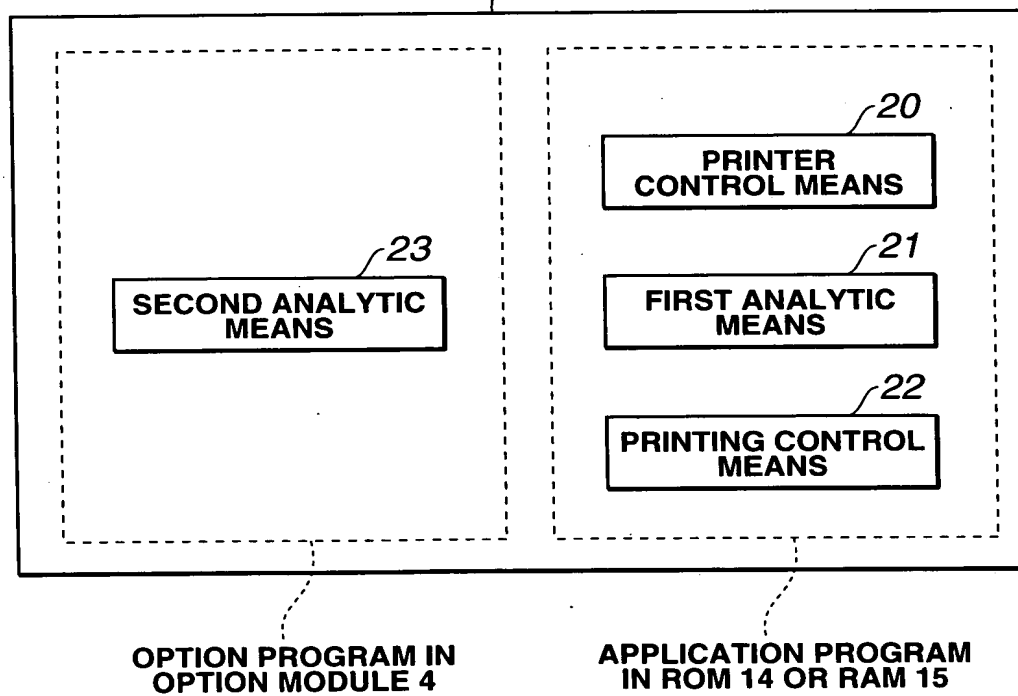 20
PRINTER
CONTROL MEANS
23
SECOND ANALYTIC
MEANS
21
FIRST ANALYTIC
MEANS
22
PRINTING CONTROL
MEANS
OPTION PROGRAM IN
OPTION MODULE 4
APPLICATION PROGRAM
IN ROM 14 OR RAM 15